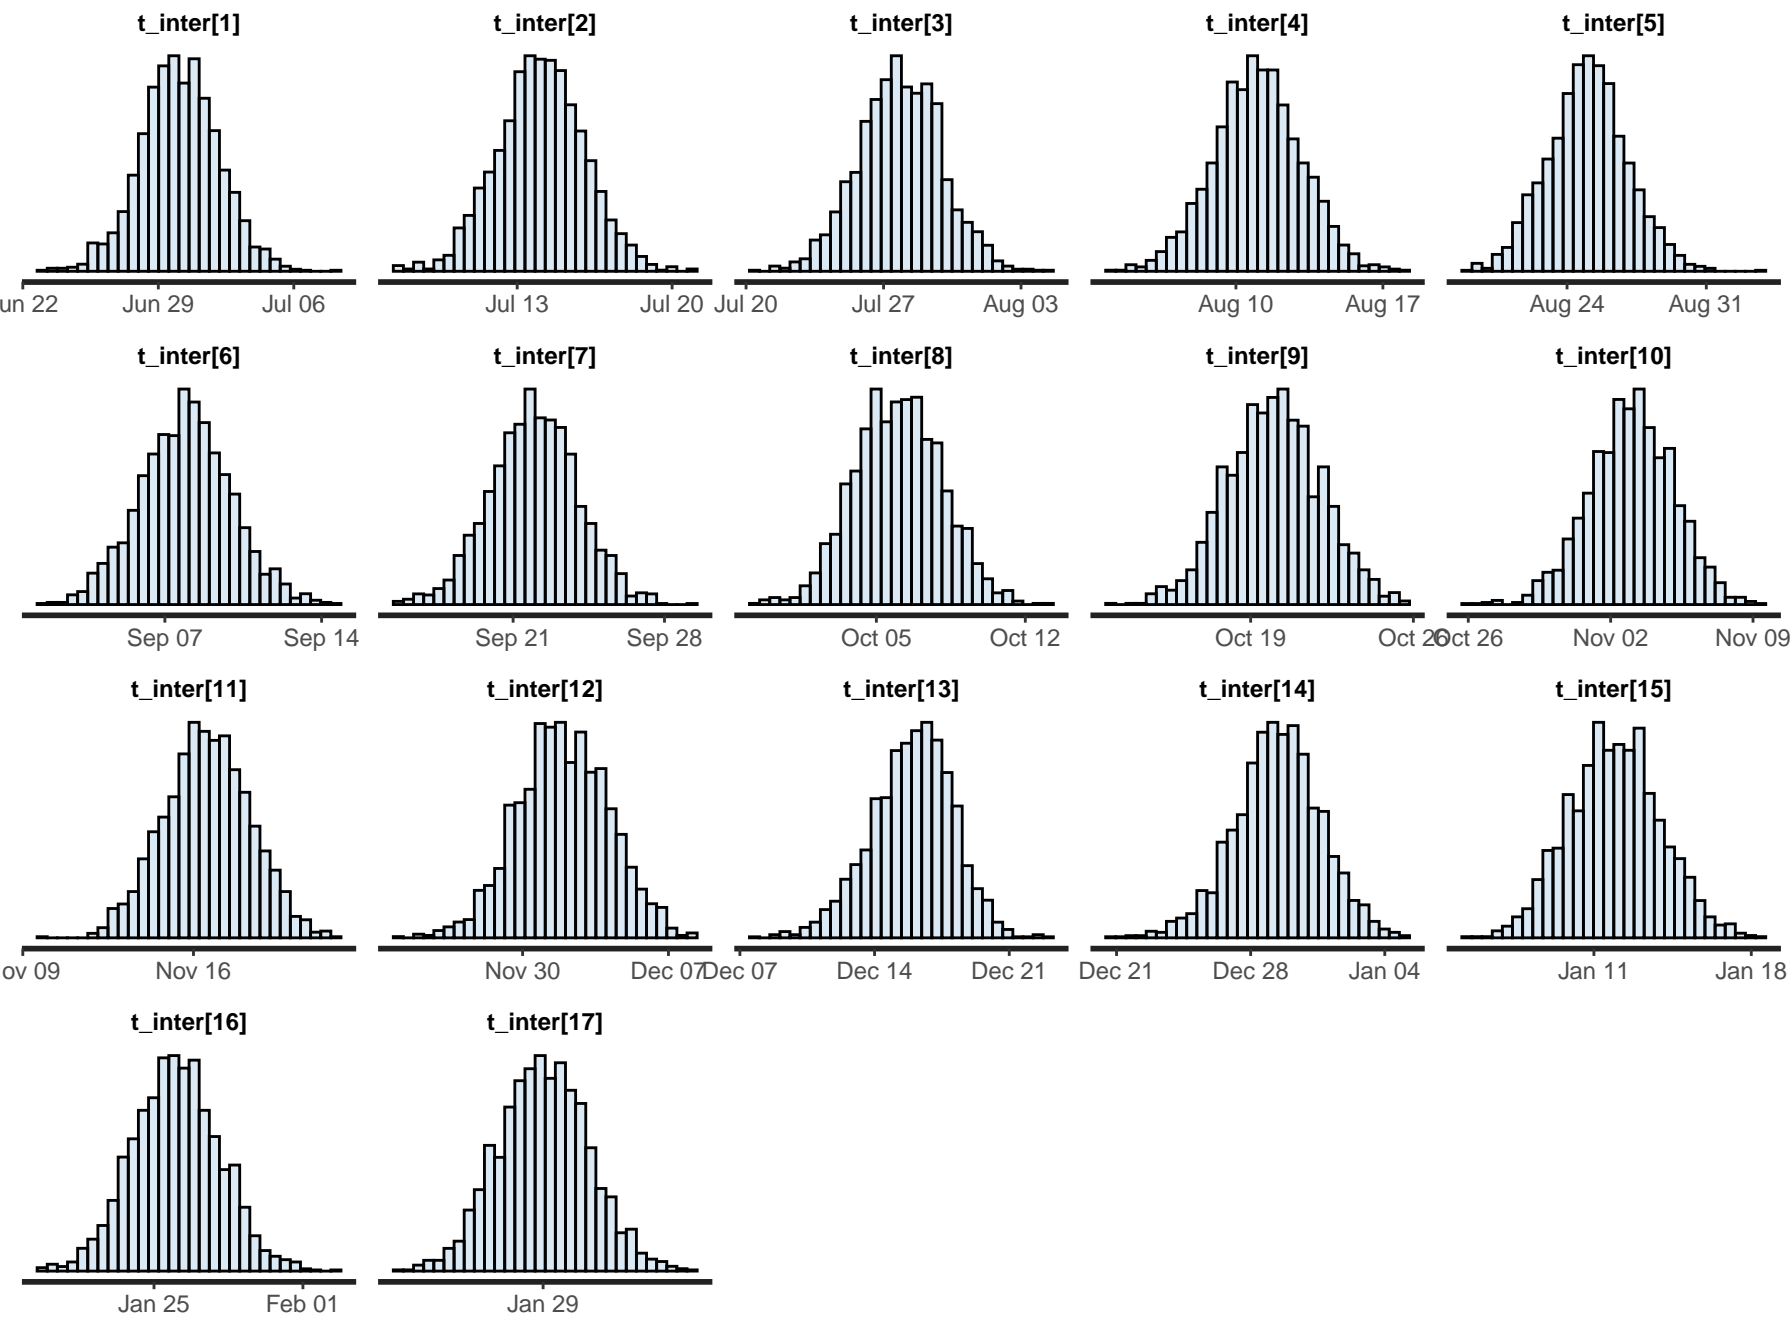 t_inter[1] t_inter[2] t_inter[3] t_inter[4] t_inter[5]
un 22 Jun 29 Jul 06 Jul 13 Jul 20 Jul 20 Jul 27 Aug 03 Aug 10 Aug 17 Aug 24 Aug 31
t_inter[6] t_inter[7] t_inter[8] t_inter[9] t_inter[10]
Sep 07 Sep 14 Sep 21 Sep 28 Oct 05 Oct 12 Oct 19 Oct 26 Oct 26 Nov 02 Nov 09
t_inter[11] t_inter[12] t_inter[13] t_inter[14] t_inter[15]
ov 09 Nov 16 Nov 30 Dec 07 Dec 07 Dec 14 Dec 21 Dec 21 Dec 28 Jan 04 Jan 11 Jan 18
t_inter[16] t_inter[17]
Jan 25 Feb 01 Jan 29